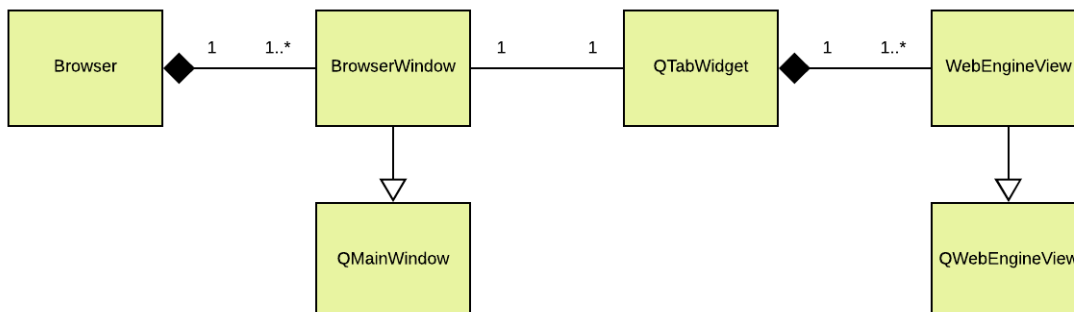 Browser
1
1..*
BrowserWindow
1
1
QTabWidget
1
1..*
WebEngineView
QMainWindow
QWebEngineView